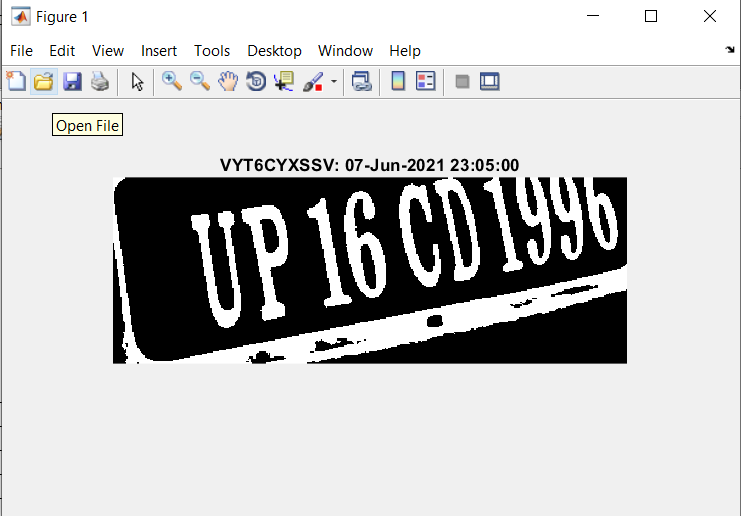 Figure 1
File Edit View Insert Tools Desktop Window Help
Open File
VYT6CYXSSV: 07-Jun-2021 23:05:00
UP 16 CD 1996